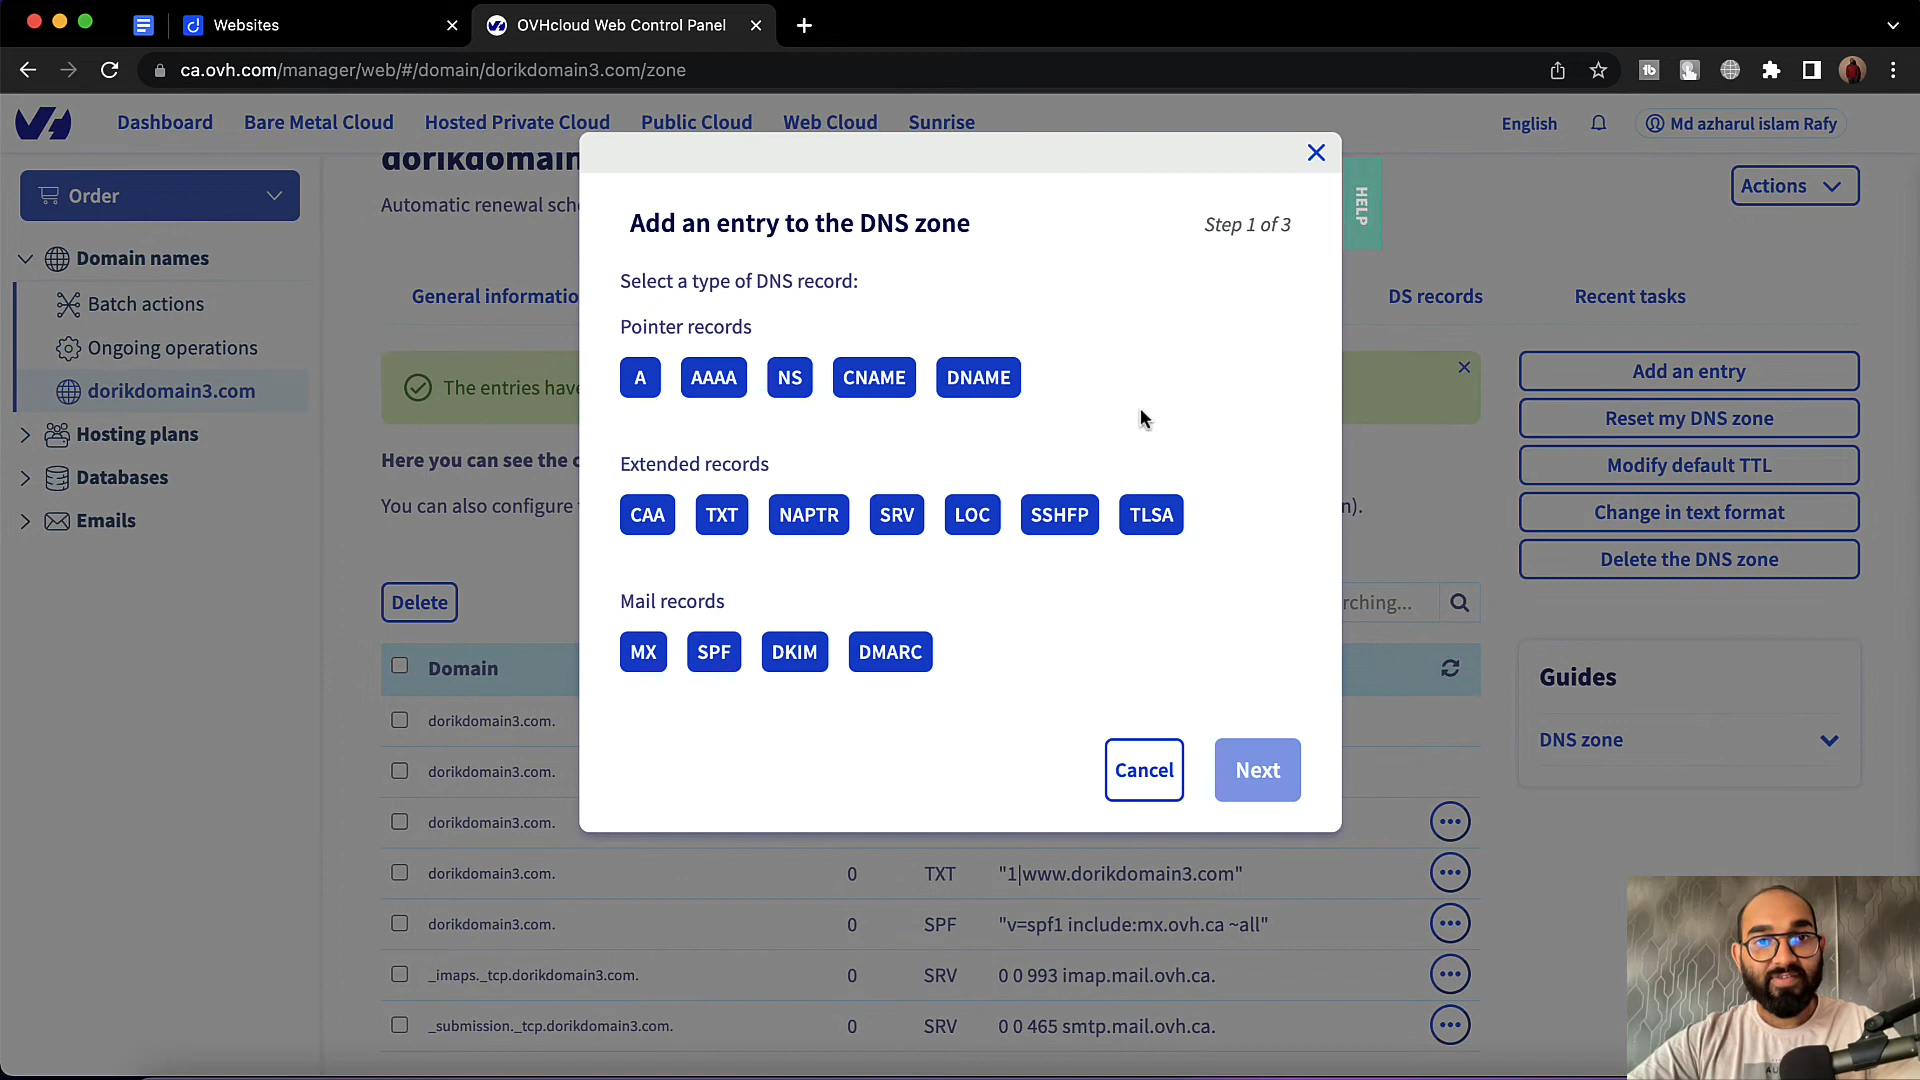 Websites
OVHcloud Web Control Panel
ca.ovh.com/manager/web/#/domain/dorikdomain3.com/zone
Dashboard
Bare Metal Cloud
Hosted Private Cloud
Public Cloud
Web Cloud
Sunrise
English
Md azharul islam Rafy
Order
Domain names
Batch actions
Ongoing operations
dorikdomain3.com
Hosting plans
Databases
Emails
dorikdomain
Automatic renewal sch
Actions
HELP
General informatio
DS records
Recent tasks
The entries have
Here you can see the c
You can also configure
n).
Add an entry
Reset my DNS zone
Modify default TTL
Change in text format
Delete the DNS zone
Guides
DNS zone
Add an entry to the DNS zone
Step 1 of 3
Select a type of DNS record:
Pointer records
A AAAA NS CNAME DNAME
Extended records
CAA TXT NAPTR SRV LOC SSHFP TLSA
Mail records
MX SPF DKIM DMARC
Cancel Next
Delete
rching...
Domain
dorikdomain3.com.
dorikdomain3.com.
dorikdomain3.com.
dorikdomain3.com. 0 TXT "1|www.dorikdomain3.com"
dorikdomain3.com. 0 SPF "v=spf1 include:mx.ovh.ca ~all"
_imaps._tcp.dorikdomain3.com. 0 SRV 0 0 993 imap.mail.ovh.ca.
_submission._tcp.dorikdomain3.com. 0 SRV 0 0 465 smtp.mail.ovh.ca.